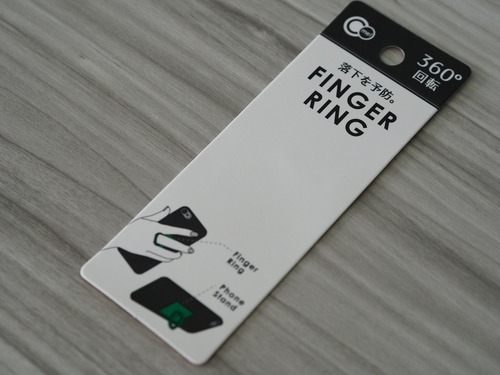 360°
回転
落下を予防。
FINGER
RING
Finger
Ring
Phone
Stand